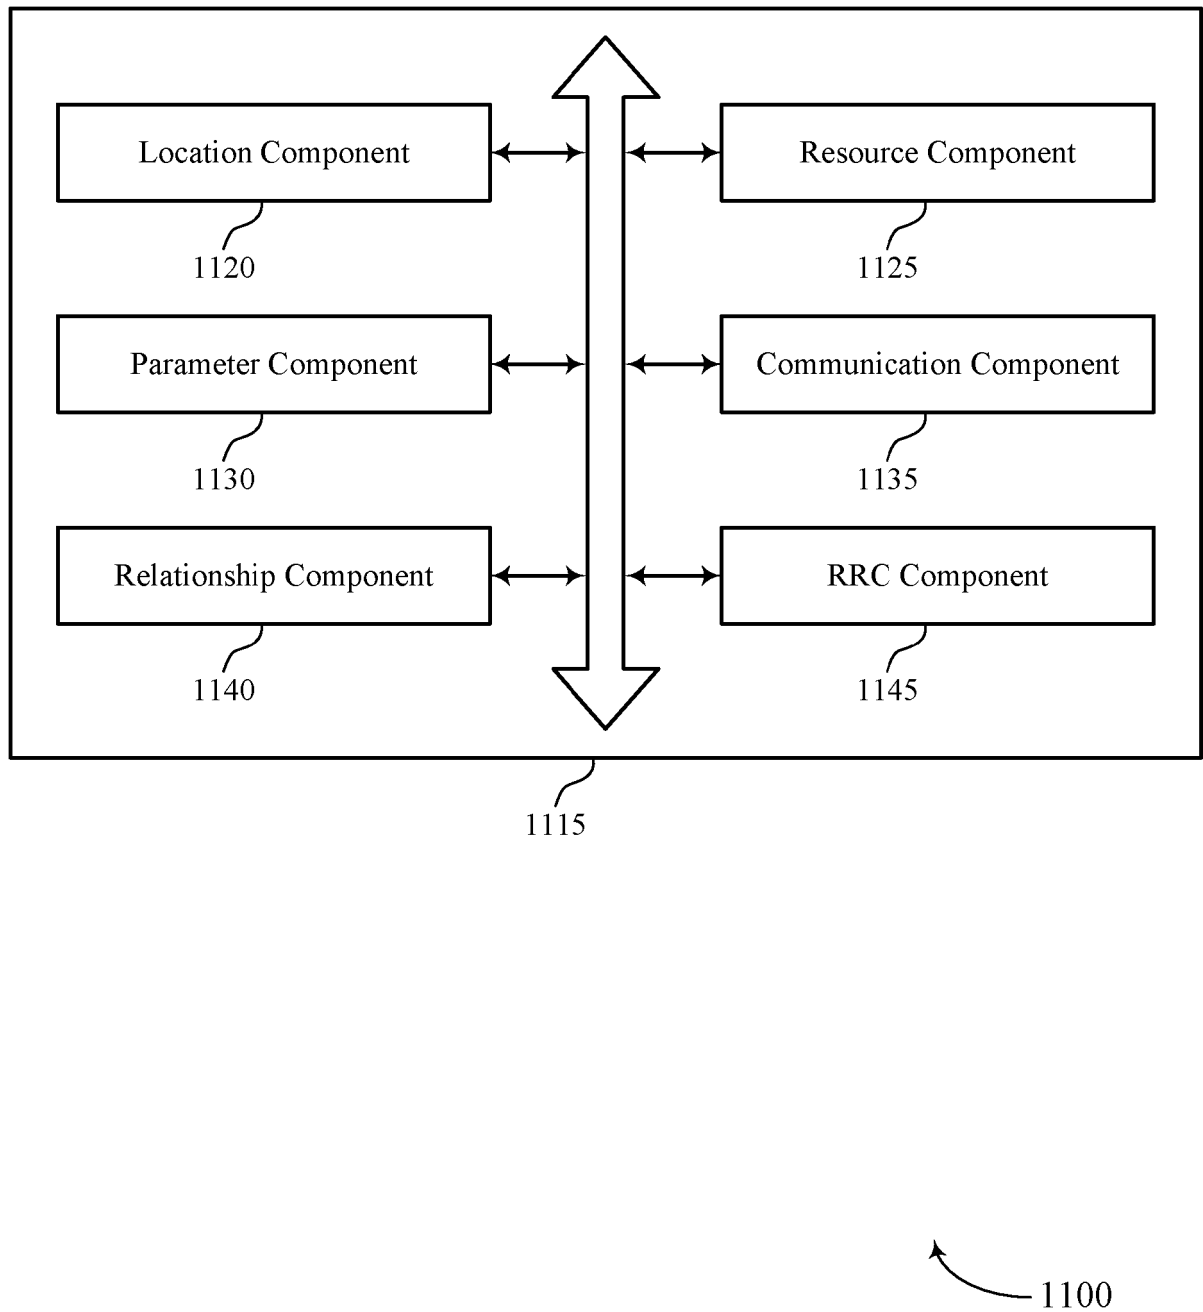 Location Component
Resource Component
1120
1125
Parameter Component
Communication Component
1130
1135
Relationship Component
RRC Component
1140
1145
1115
1100